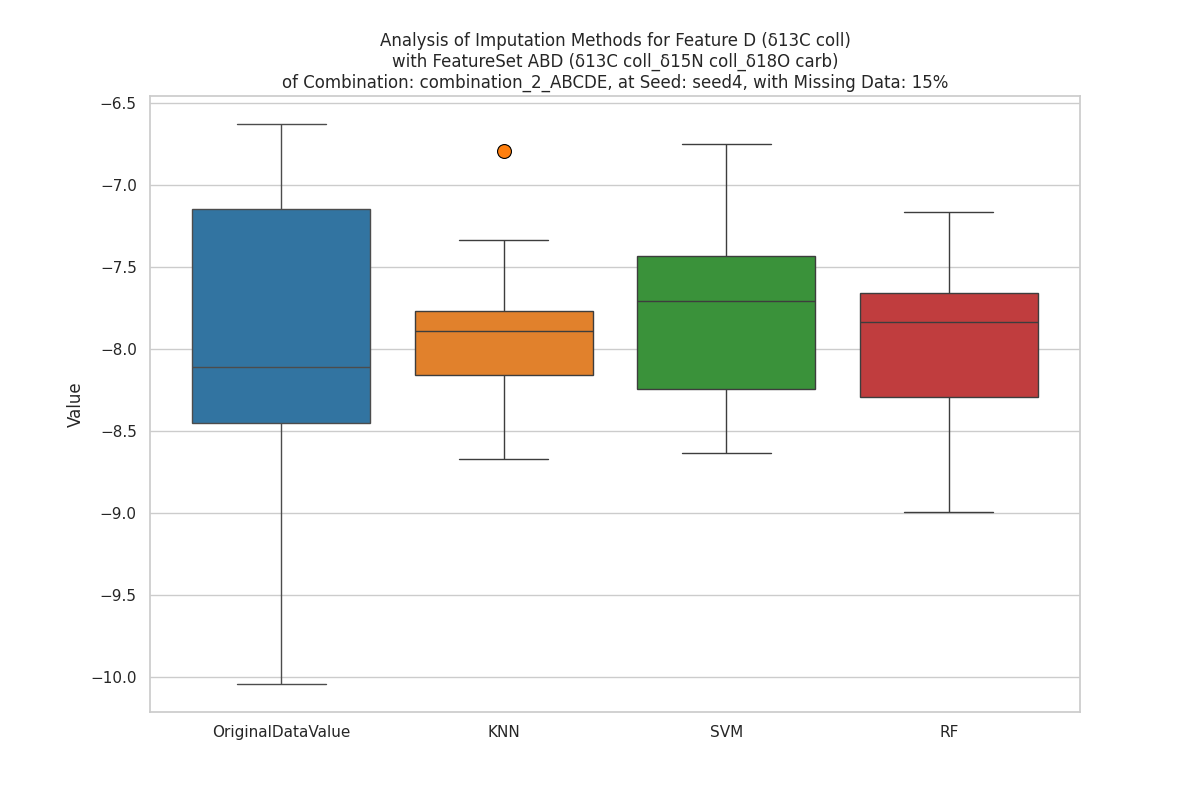 Analysis of Imputation Methods for Feature D (δ13C coll)
with FeatureSet ABD (δ13C coll_δ15N coll_δ18O carb)
of Combination: combination_2_ABCDE, at Seed: seed4, with Missing Data: 15%
−6.5
−7.0
−7.5
−8.0
−8.5
−9.0
−9.5
−10.0
Value
OriginalDataValue
KNN
SVM
RF